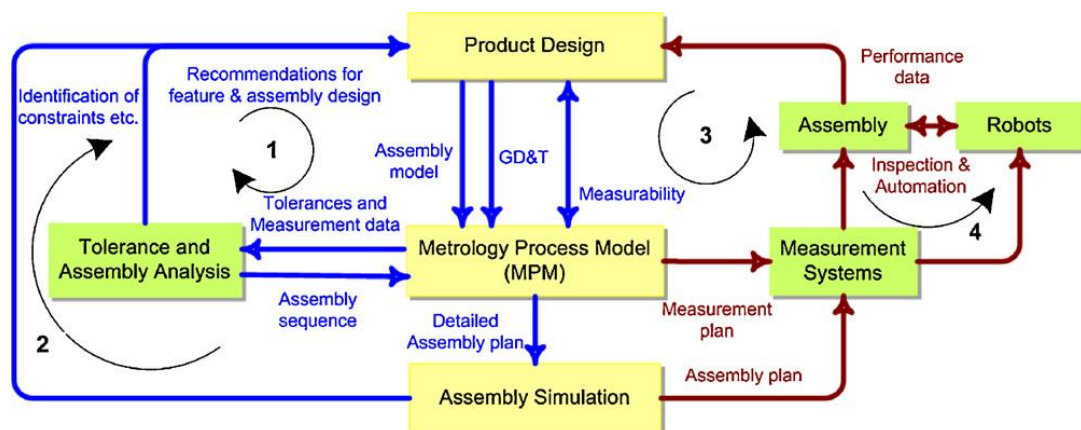 Product Design
Performance
data
Identification of
constraints etc.
Recommendations for
feature & assembly design
1
Assembly
model
GD&T
Measurability
3
Assembly
Robots
Inspection &
Automation
4
Tolerances and
Measurement data
Tolerance and
Assembly Analysis
Metrology Process Model
(MPM)
Measurement
Systems
Assembly
sequence
Detailed
Assembly plan
Measurement
plan
2
Assembly Simulation
Assembly plan